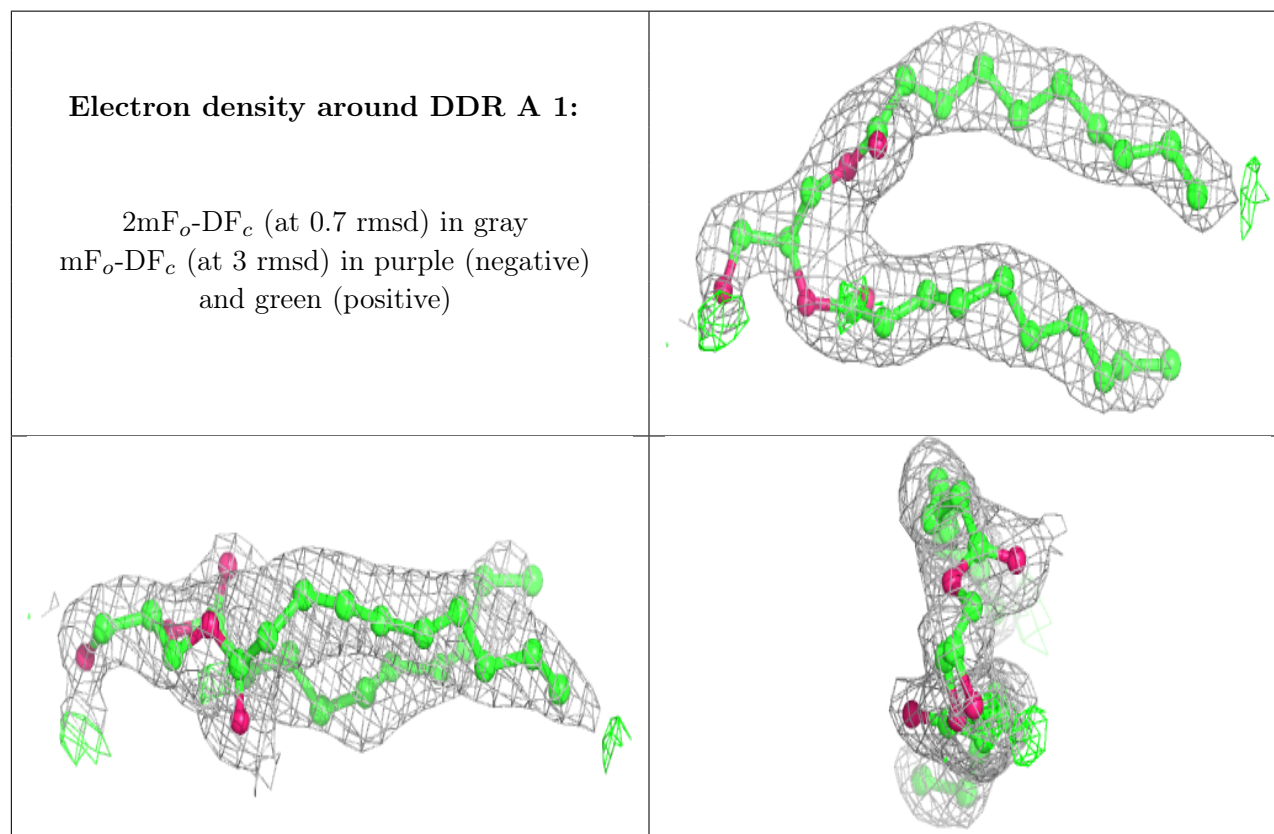 Electron density around DDR A 1:
2mFo-DFc (at 0.7 rmsd) in gray
mFo-DFc (at 3 rmsd) in purple (negative)
and green (positive)